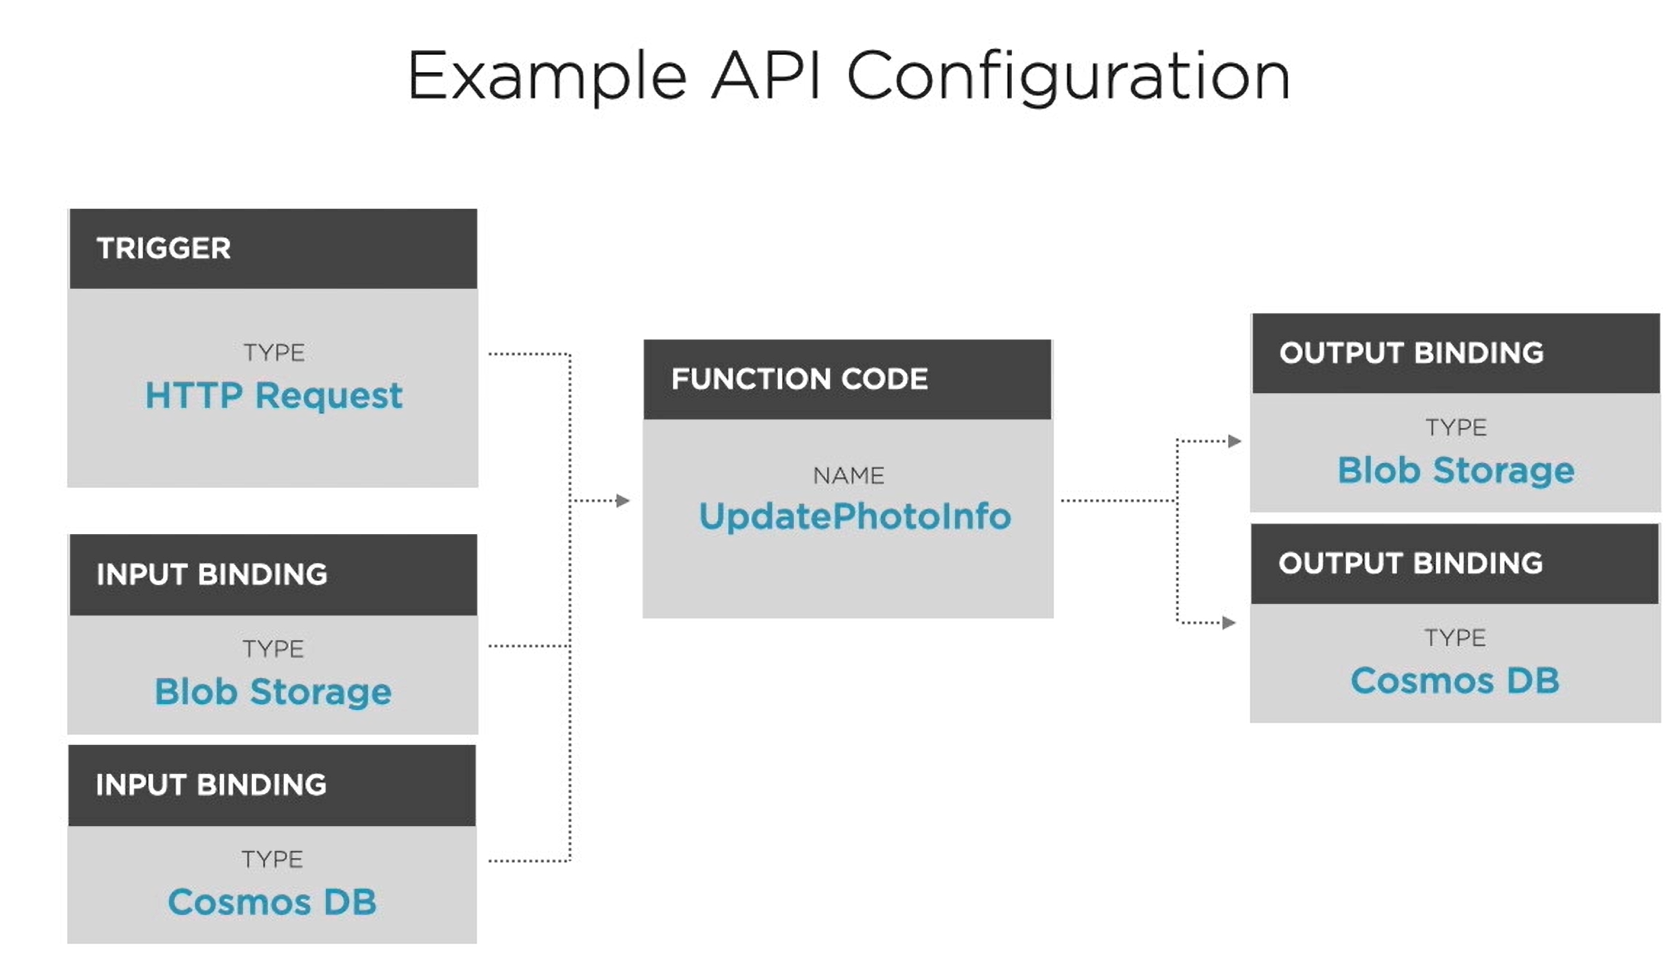 Example API Configuration
TRIGGER
TYPE
HTTP Request
INPUT BINDING
TYPE
Blob Storage
INPUT BINDING
TYPE
Cosmos DB
FUNCTION CODE
NAME
UpdatePhotoInfo
OUTPUT BINDING
TYPE
Blob Storage
OUTPUT BINDING
TYPE
Cosmos DB